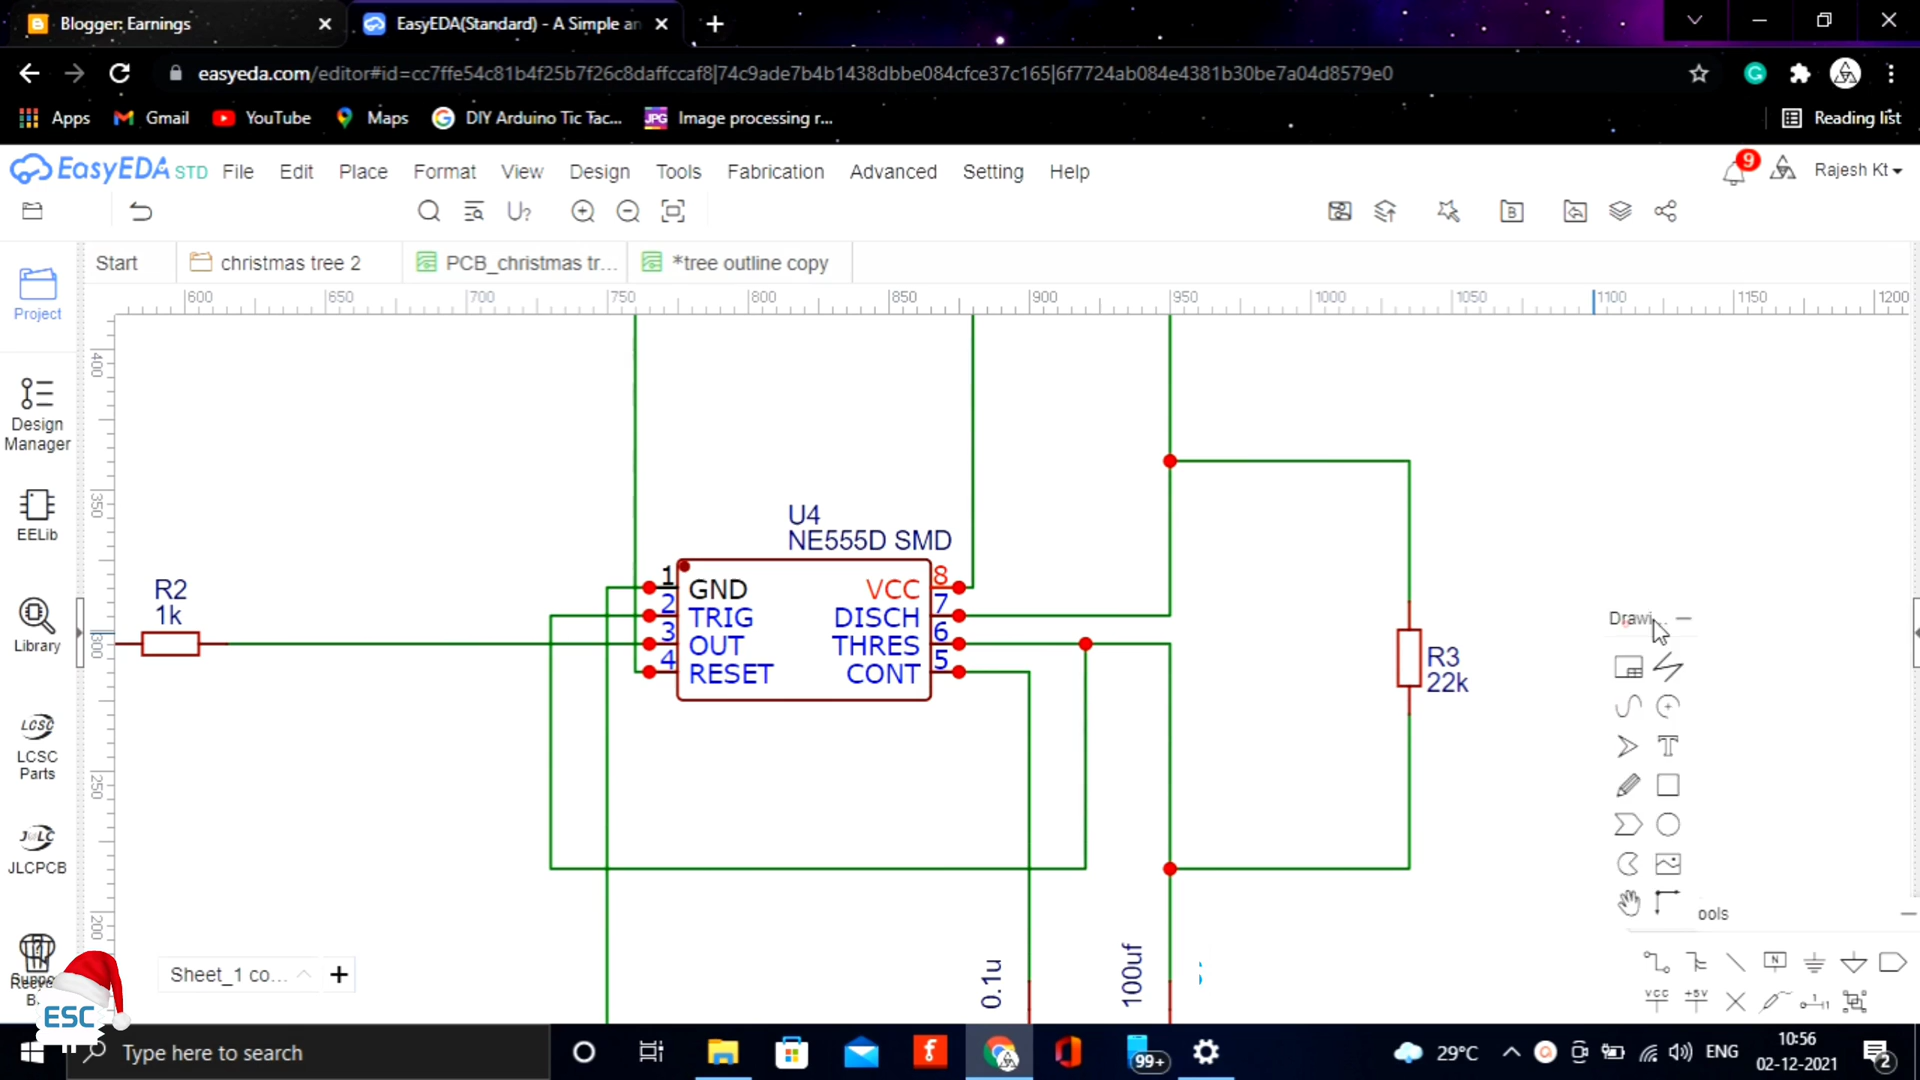 Blogger: Earnings
EasyEDA(Standard) - A Simple an
easyeda.com/editor#id=cc7ffe54c81b4f25b7f26c8daffccaf8|74c9ade7b4b1438dbbe084cfce37c165|6f7724ab084e4381b30be7a04d8579e0
Apps Gmail YouTube Maps DIY Arduino Tic Tac... JPG Image processing r... Reading list
EasyEDA STD File Edit Place Format View Design Tools Fabrication Advanced Setting Help 9 Rajesh Kt
Start christmas tree 2 PCB_christmas tr... *tree outline copy
600 650 700 750 800 850 900 950 1000 1050 1100 1150 1200
Project
400
Design
Manager
350
EELib
U4
NE555D SMD
R2
1k
1 GND VCC 8
2 TRIG DISCH 7
3 OUT THRES 6
4 RESET CONT 5
Library
300
R3
22k
Drawi...
LCSC
LCSC
Parts
250
JLCPCB
200
ools
0.1u
100uf
Sheet_1 co...
N
VCC +5V
ESC
Type here to search
99+
29°C
ENG
10:56
02-12-2021
2